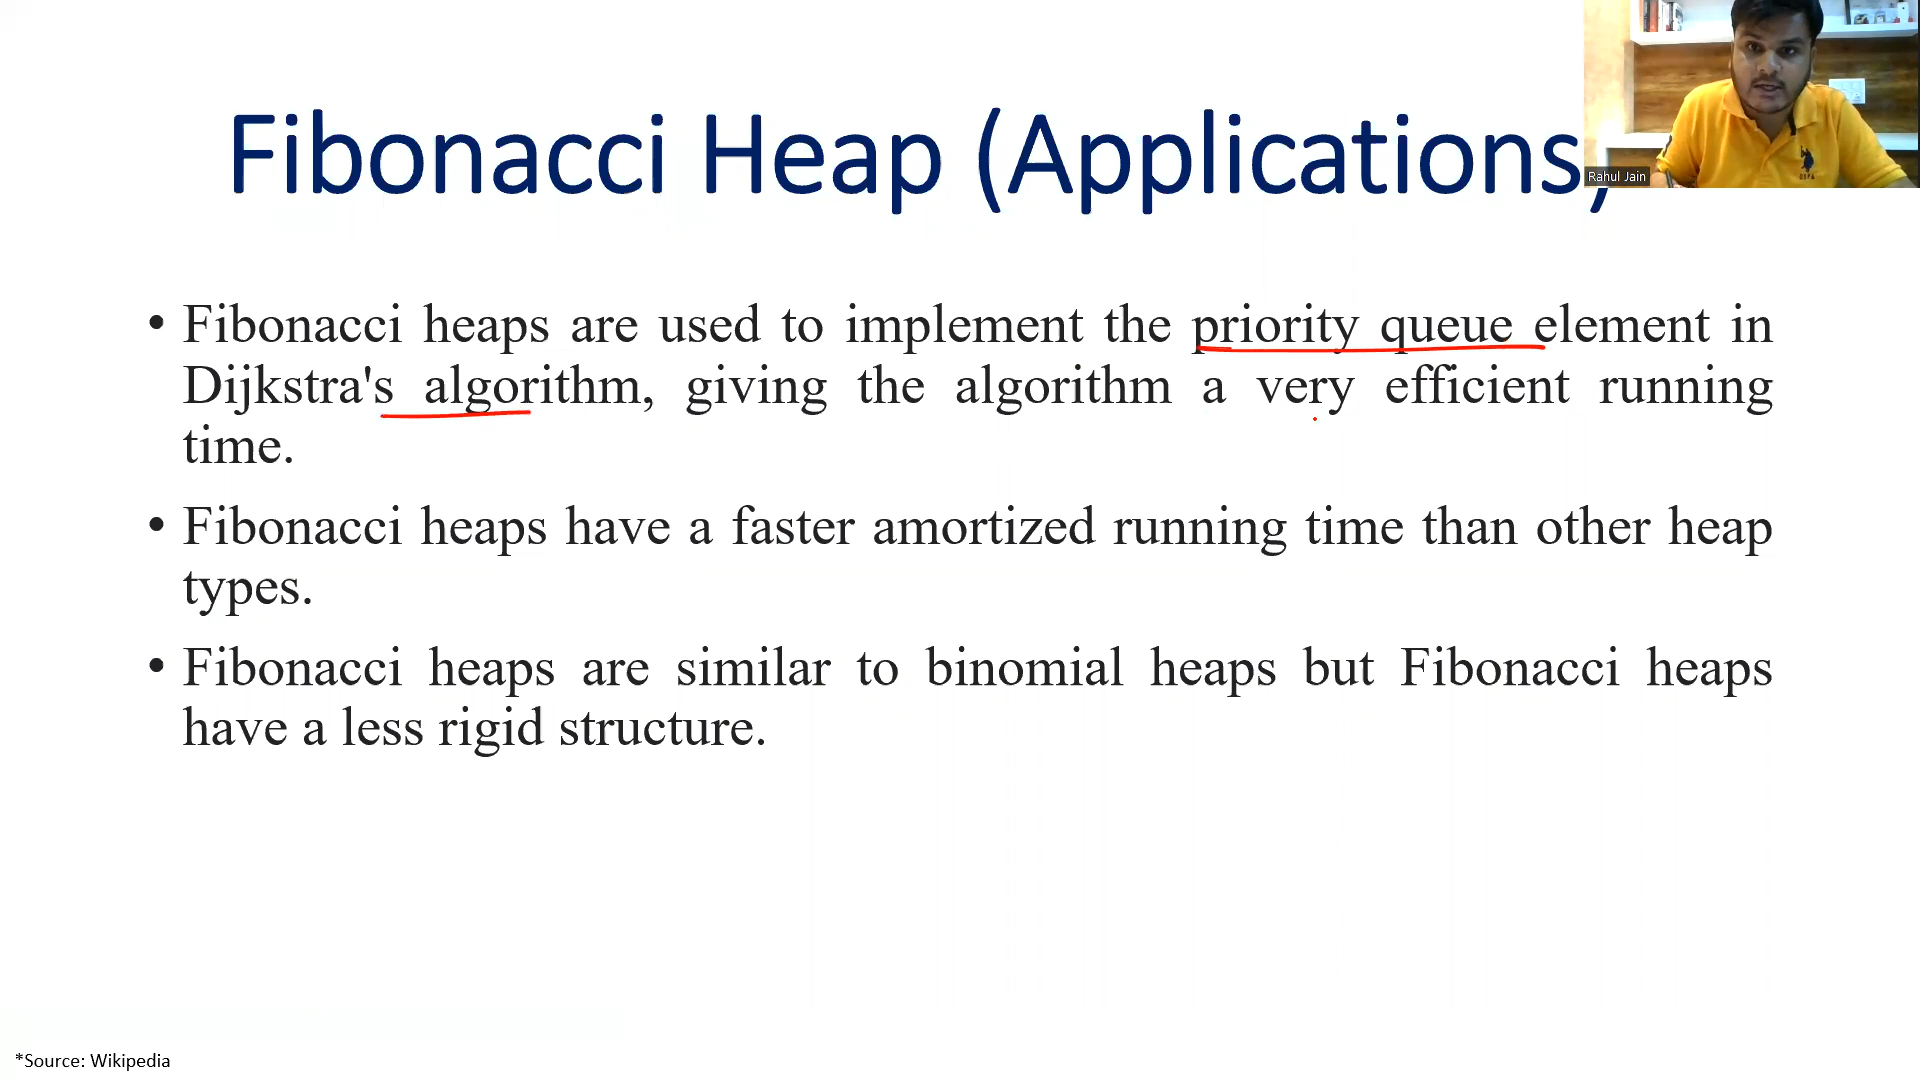 Fibonacci Heap (Applications)
Rahul Jain
• Fibonacci heaps are used to implement the priority queue element in
Dijkstra's algorithm, giving the algorithm a very efficient running
time.
• Fibonacci heaps have a faster amortized running time than other heap
types.
• Fibonacci heaps are similar to binomial heaps but Fibonacci heaps
have a less rigid structure.
*Source: Wikipedia